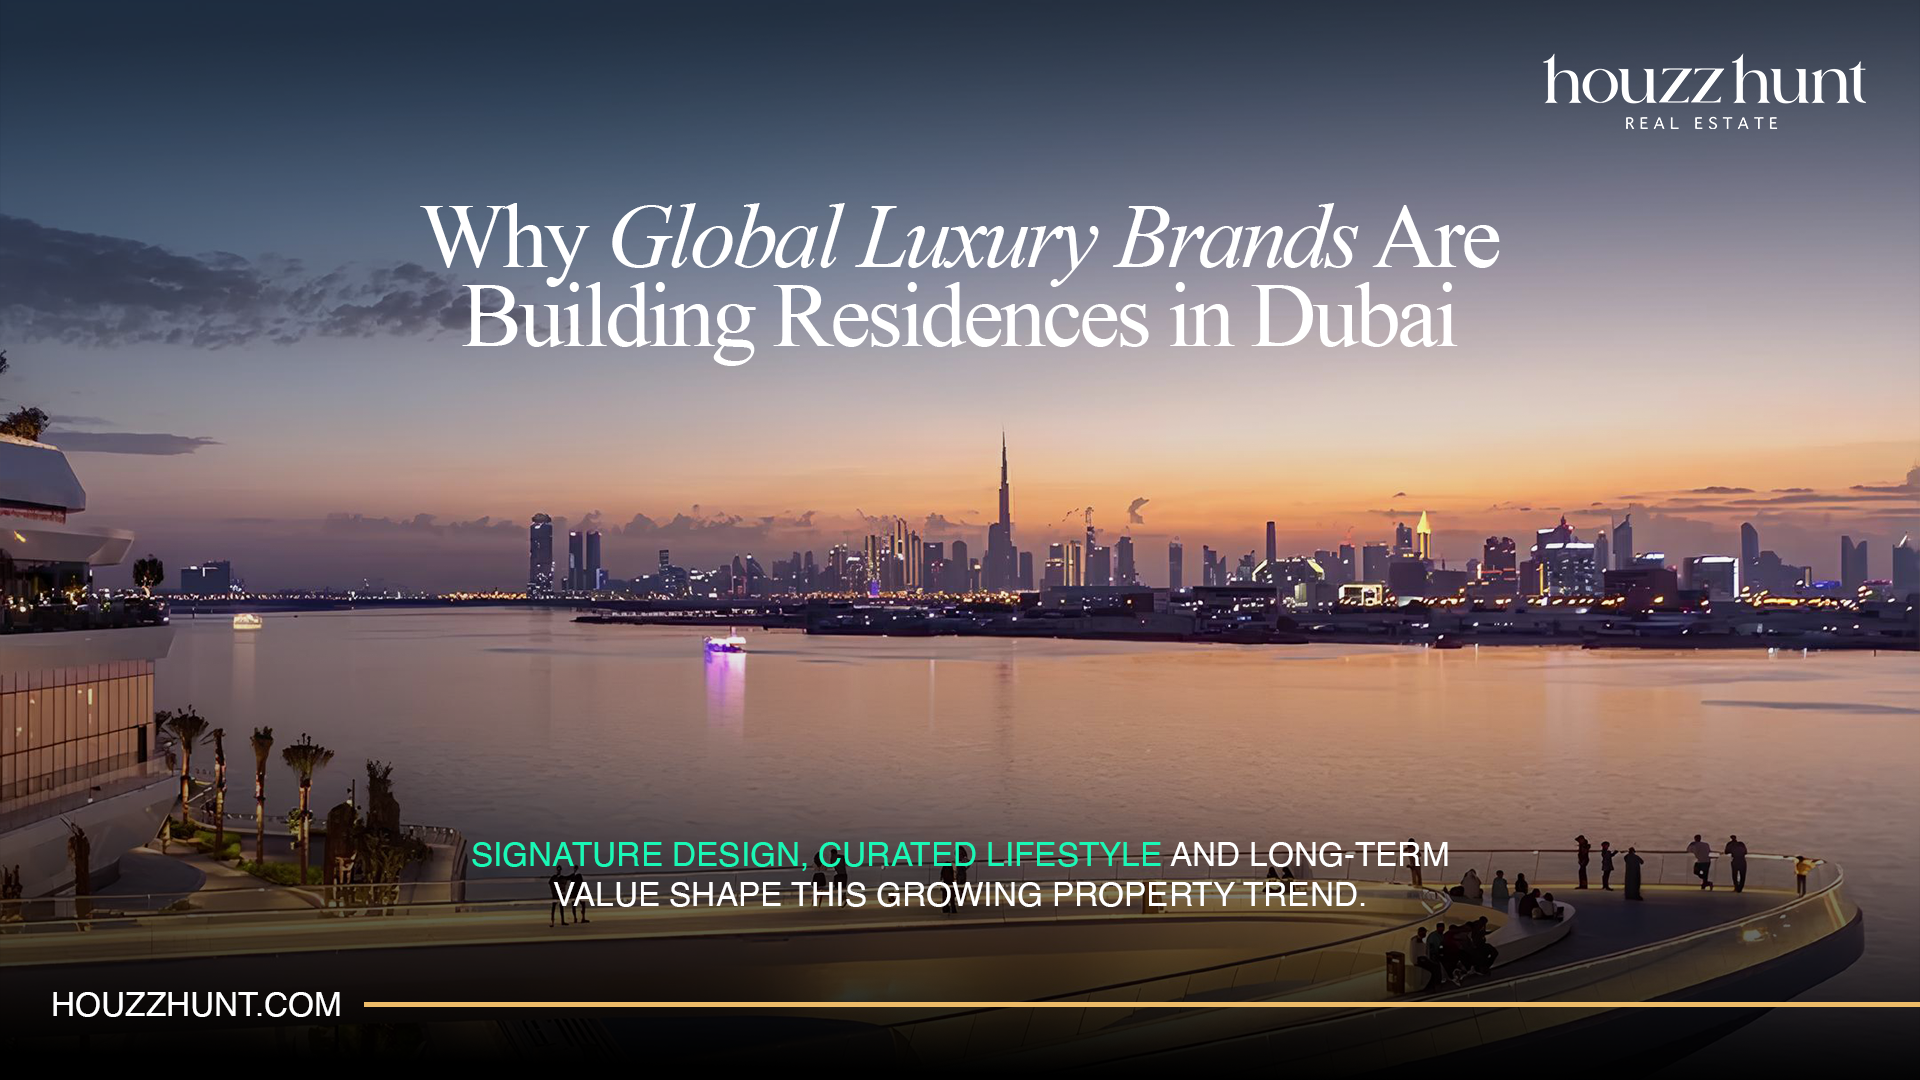 houzz hunt
REAL ESTATE
Why Global Luxury Brands Are
Building Residences in Dubai
SIGNATURE DESIGN, CURATED LIFESTYLE AND LONG-TERM
VALUE SHAPE THIS GROWING PROPERTY TREND.
HOUZZHUNT.COM